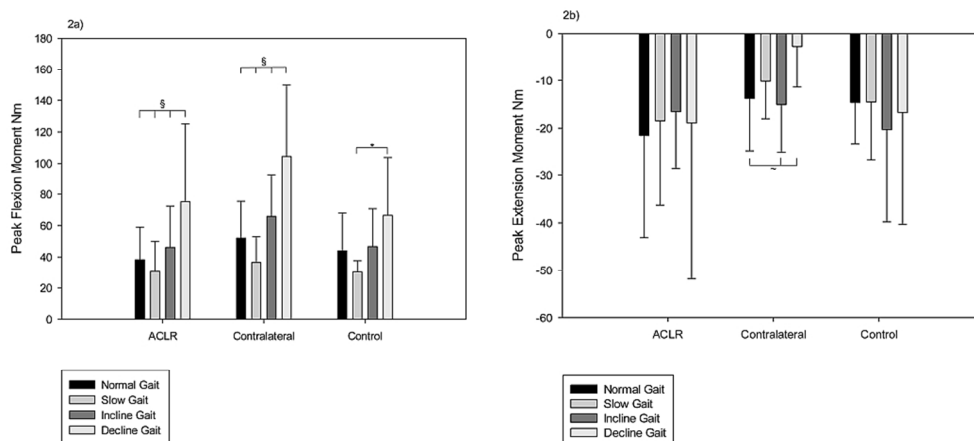 2a)
180
160
140
120
100
80
60
40
20
0
Peak Flexion Moment Nm
§
§
*
ACLR Contralateral Control
Normal Gait
Slow Gait
Incline Gait
Decline Gait
2b)
0
-10
-20
-30
-40
-50
-60
Peak Extension Moment Nm
~
ACLR Contralateral Control
Normal Gait
Slow Gait
Incline Gait
Decline Gait